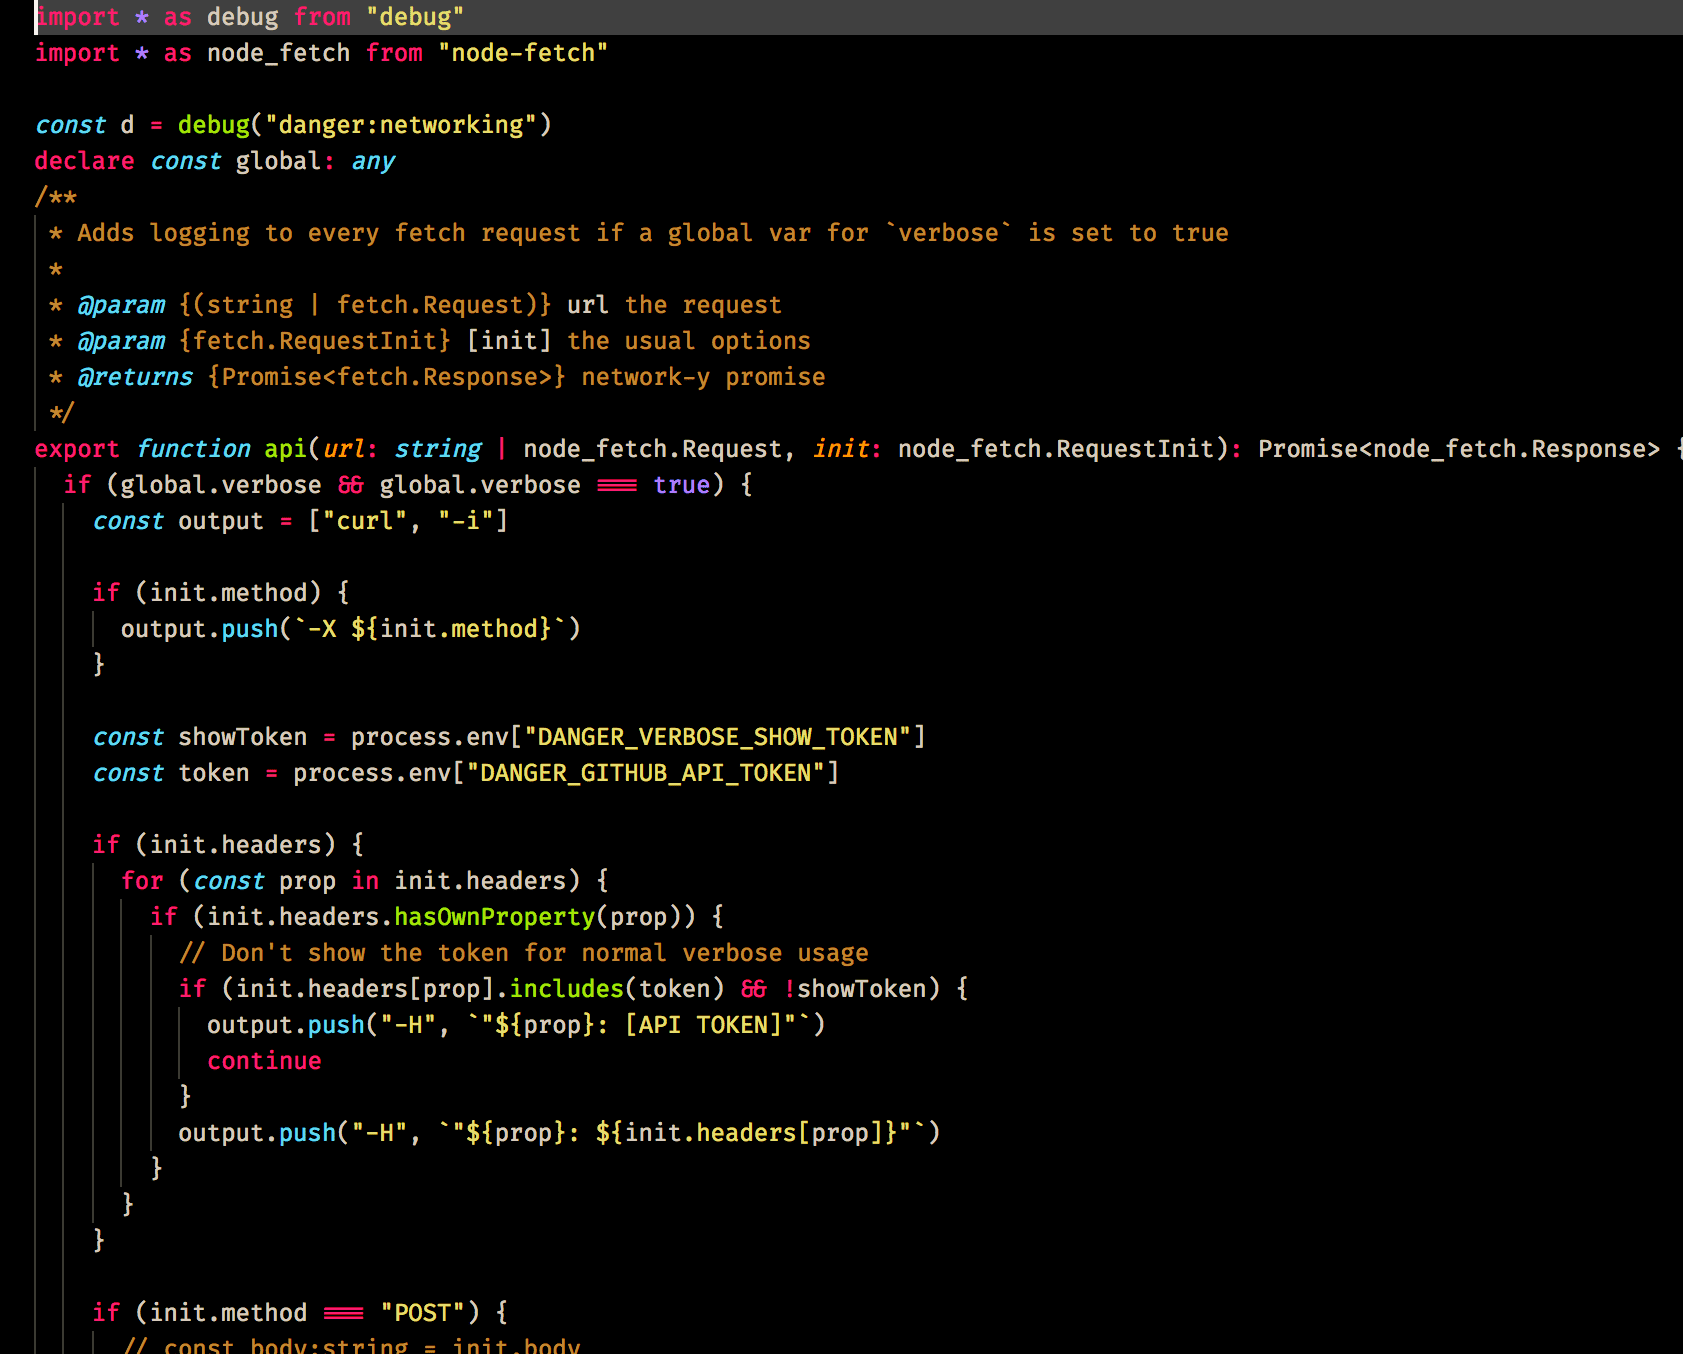 import * as debug from "debug"
import * as node_fetch from "node-fetch"

const d = debug("danger:networking")
declare const global: any
/**
 * Adds logging to every fetch request if a global var for `verbose` is set to true
 *
 * @param {(string | fetch.Request)} url the request
 * @param {fetch.RequestInit} [init] the usual options
 * @returns {Promise<fetch.Response>} network-y promise
 */
export function api(url: string | node_fetch.Request, init: node_fetch.RequestInit): Promise<node_fetch.Response> {
  if (global.verbose && global.verbose === true) {
    const output = ["curl", "-i"]

    if (init.method) {
      output.push(`-X ${init.method}`)
    }

    const showToken = process.env["DANGER_VERBOSE_SHOW_TOKEN"]
    const token = process.env["DANGER_GITHUB_API_TOKEN"]

    if (init.headers) {
      for (const prop in init.headers) {
        if (init.headers.hasOwnProperty(prop)) {
          // Don't show the token for normal verbose usage
          if (init.headers[prop].includes(token) && !showToken) {
            output.push("-H", `"${prop}: [API TOKEN]"`)
            continue
          }
          output.push("-H", `"${prop}: ${init.headers[prop]}"`)
        }
      }
    }

    if (init.method === "POST") {
      // const body:string = init.body